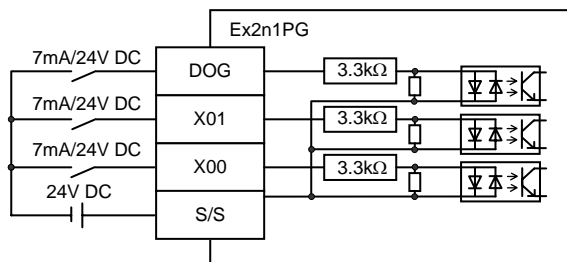 Ex2n1PG
7mA/24V DC
DOG
3.3kΩ
7mA/24V DC
X01
3.3kΩ
7mA/24V DC
X00
3.3kΩ
24V DC
S/S